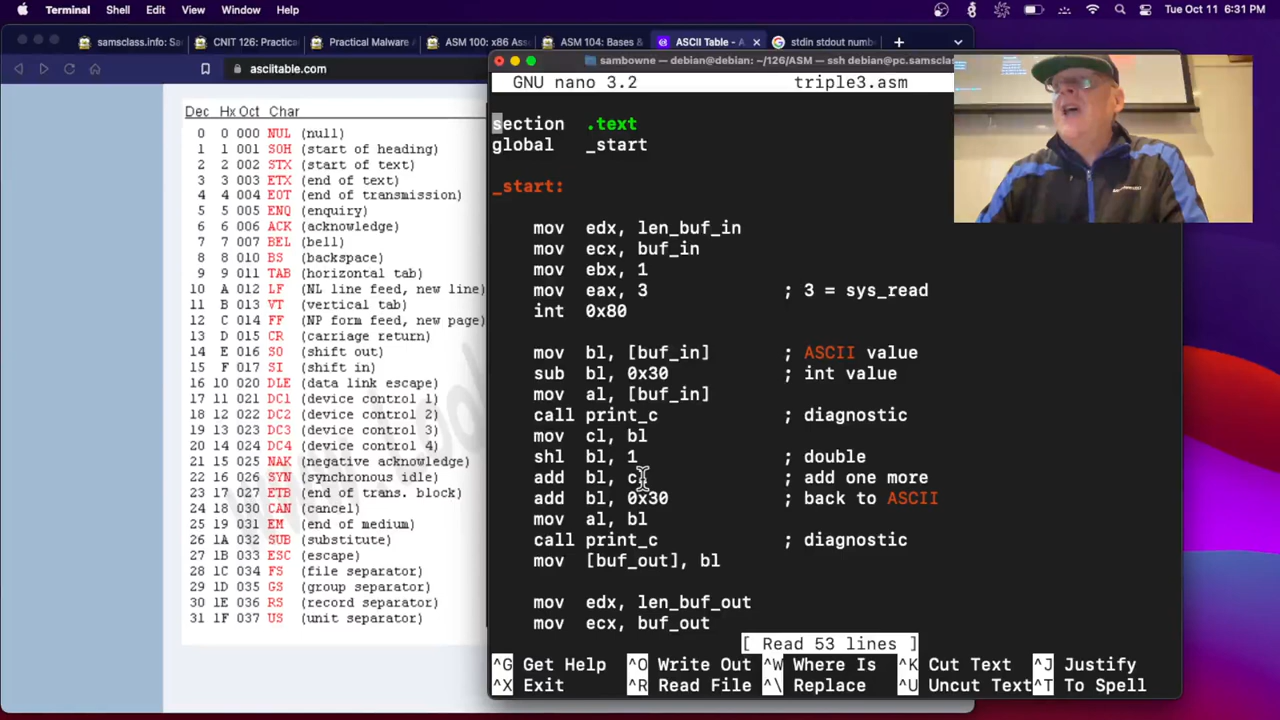 Terminal Shell Edit View Window Help Tue Oct 11 6:31 PM
samsclass.info: Sa CNIT 126: Practic Practical Malware ASM 100: x86 Ass ASM 104: Bases & ASCII Table - A stdin stdout numb
asciitable.com
sambowne — debian@debian: ~/126/ASM — ssh debian@pc.samsclas
Dec Hx Oct Char
0 0 000 NUL (null)
1 1 001 SOH (start of heading)
2 2 002 STX (start of text)
3 3 003 ETX (end of text)
4 4 004 EOT (end of transmission)
5 5 005 ENQ (enquiry)
6 6 006 ACK (acknowledge)
7 7 007 BEL (bell)
8 8 010 BS (backspace)
9 9 011 TAB (horizontal tab)
10 A 012 LF (NL line feed, new line)
11 B 013 VT (vertical tab)
12 C 014 FF (NP form feed, new page)
13 D 015 CR (carriage return)
14 E 016 SO (shift out)
15 F 017 SI (shift in)
16 10 020 DLE (data link escape)
17 11 021 DC1 (device control 1)
18 12 022 DC2 (device control 2)
19 13 023 DC3 (device control 3)
20 14 024 DC4 (device control 4)
21 15 025 NAK (negative acknowledge)
22 16 026 SYN (synchronous idle)
23 17 027 ETB (end of trans. block)
24 18 030 CAN (cancel)
25 19 031 EM (end of medium)
26 1A 032 SUB (substitute)
27 1B 033 ESC (escape)
28 1C 034 FS (file separator)
29 1D 035 GS (group separator)
30 1E 036 RS (record separator)
31 1F 037 US (unit separator)
GNU nano 3.2 triple3.asm
section .text
global _start
_start:
mov edx, len_buf_in
mov ecx, buf_in
mov ebx, 1
mov eax, 3 ; 3 = sys_read
int 0x80
mov bl, [buf_in] ; ASCII value
sub bl, 0x30 ; int value
mov al, [buf_in]
call print_c ; diagnostic
mov cl, bl
shl bl, 1 ; double
add bl, c ; add one more
add bl, 0x30 ; back to ASCII
mov al, bl
call print_c ; diagnostic
mov [buf_out], bl
mov edx, len_buf_out
mov ecx, buf_out
[ Read 53 lines ]
^G Get Help ^O Write Out ^W Where Is ^K Cut Text ^J Justify
^X Exit ^R Read File ^\ Replace ^U Uncut Text ^T To Spell